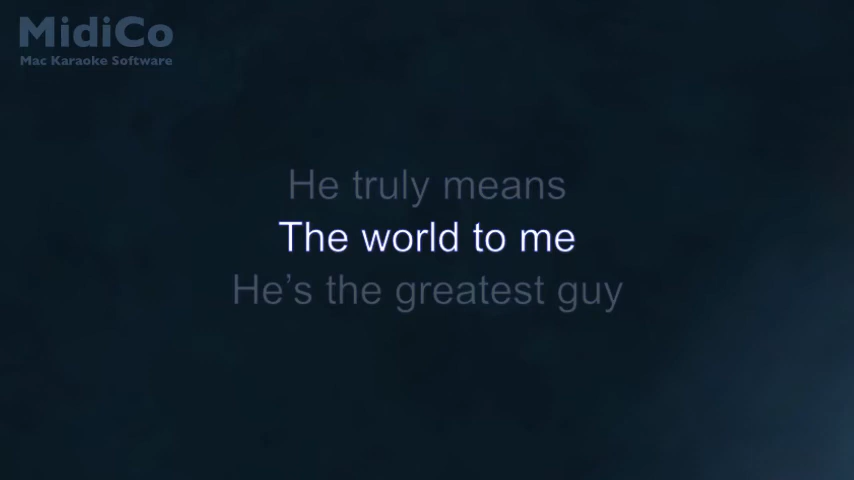 MidiCo
Mac Karaoke Software
He truly means
The world to me
He’s the greatest guy